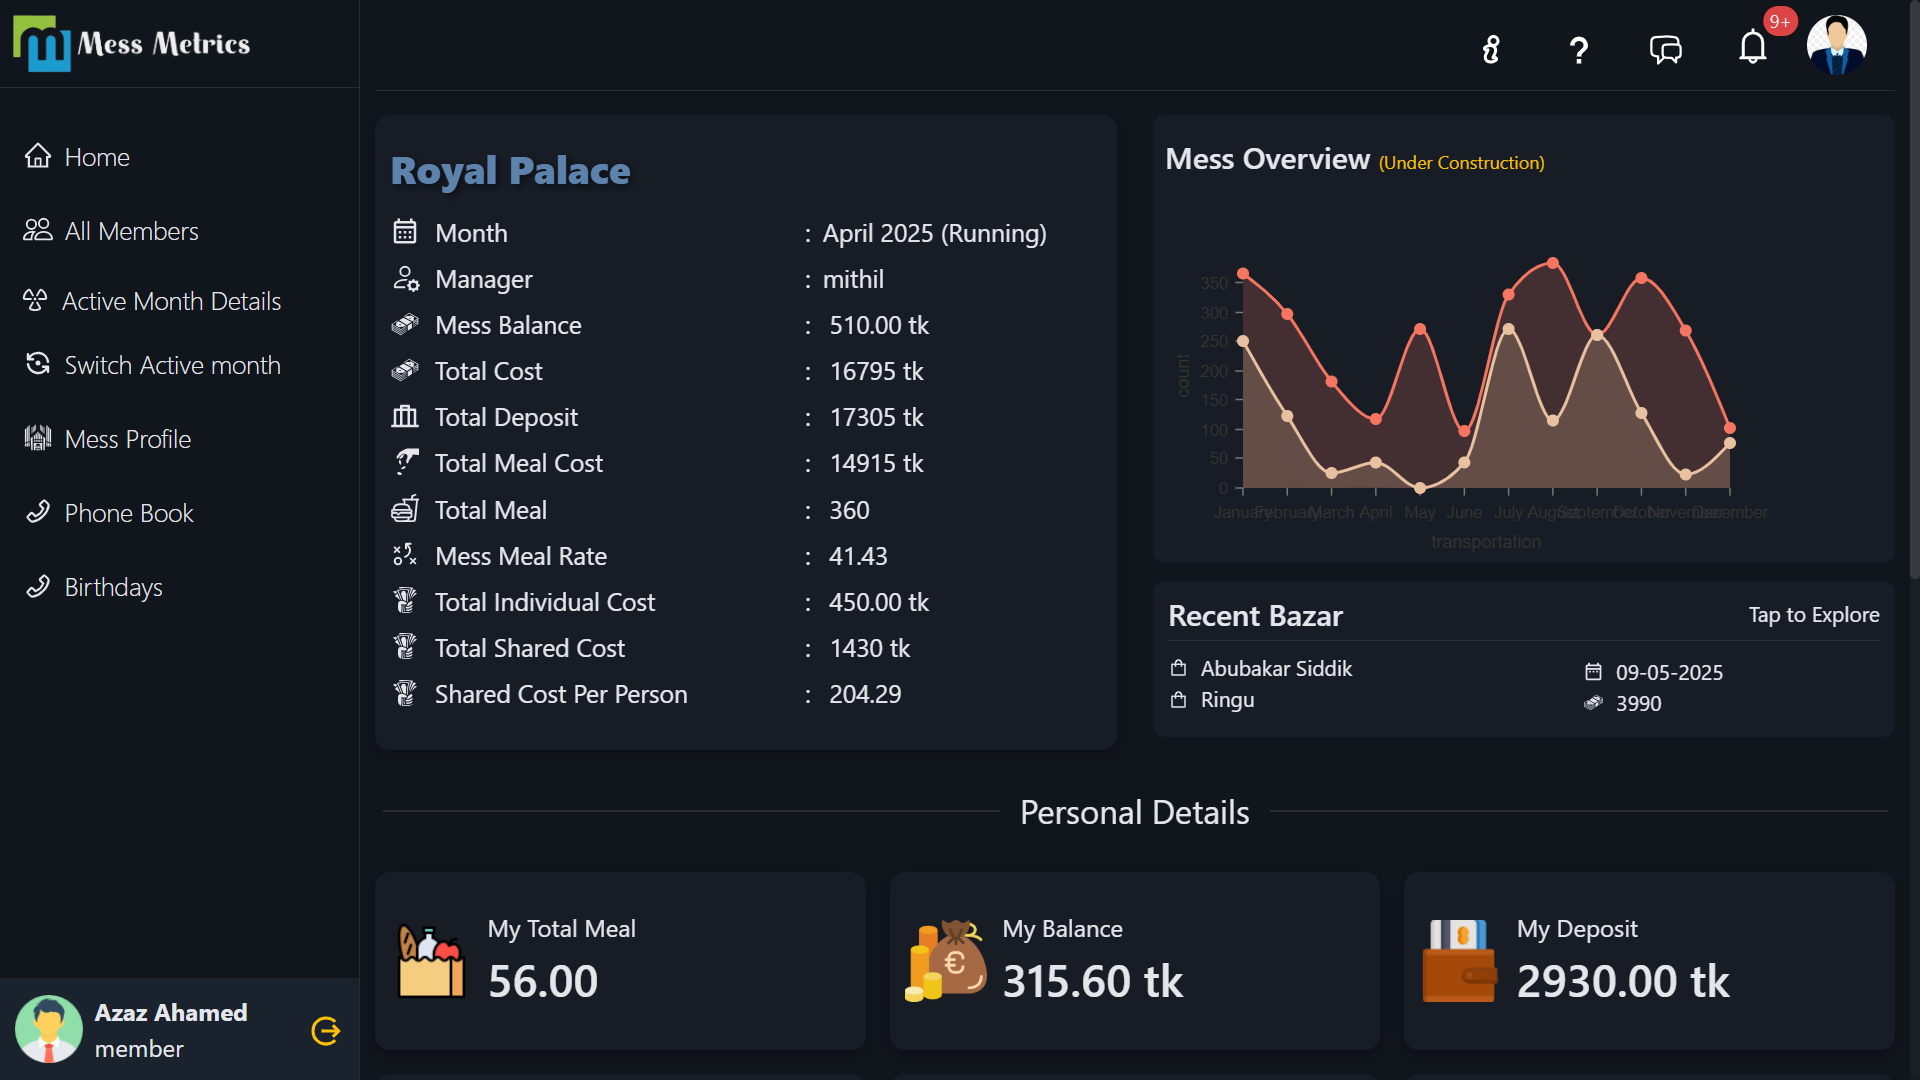 Mess Metrics
9+
Home
All Members
Active Month Details
Switch Active month
Mess Profile
Phone Book
Birthdays
Azaz Ahamed
member
Royal Palace
Month : April 2025 (Running)
Manager : mithil
Mess Balance : 510.00 tk
Total Cost : 16795 tk
Total Deposit : 17305 tk
Total Meal Cost : 14915 tk
Total Meal : 360
Mess Meal Rate : 41.43
Total Individual Cost : 450.00 tk
Total Shared Cost : 1430 tk
Shared Cost Per Person : 204.29
Mess Overview (Under Construction)
count
350
300
250
200
150
100
50
0
January February March April May June July August September October November December
transportation
Recent Bazar Tap to Explore
Abubakar Siddik 09-05-2025
Ringu 3990
Personal Details
My Total Meal
56.00
My Balance
315.60 tk
My Deposit
2930.00 tk